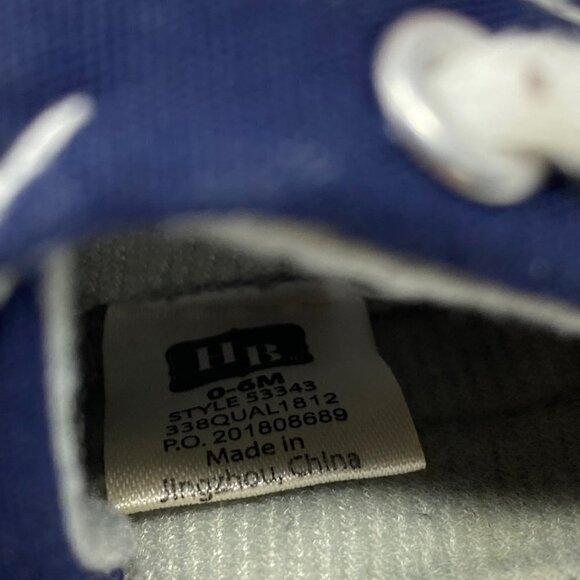 HB
0-6M
STYLE 53343
338QUAL1812
P.O. 201808689
Made in
Jingzhou, China